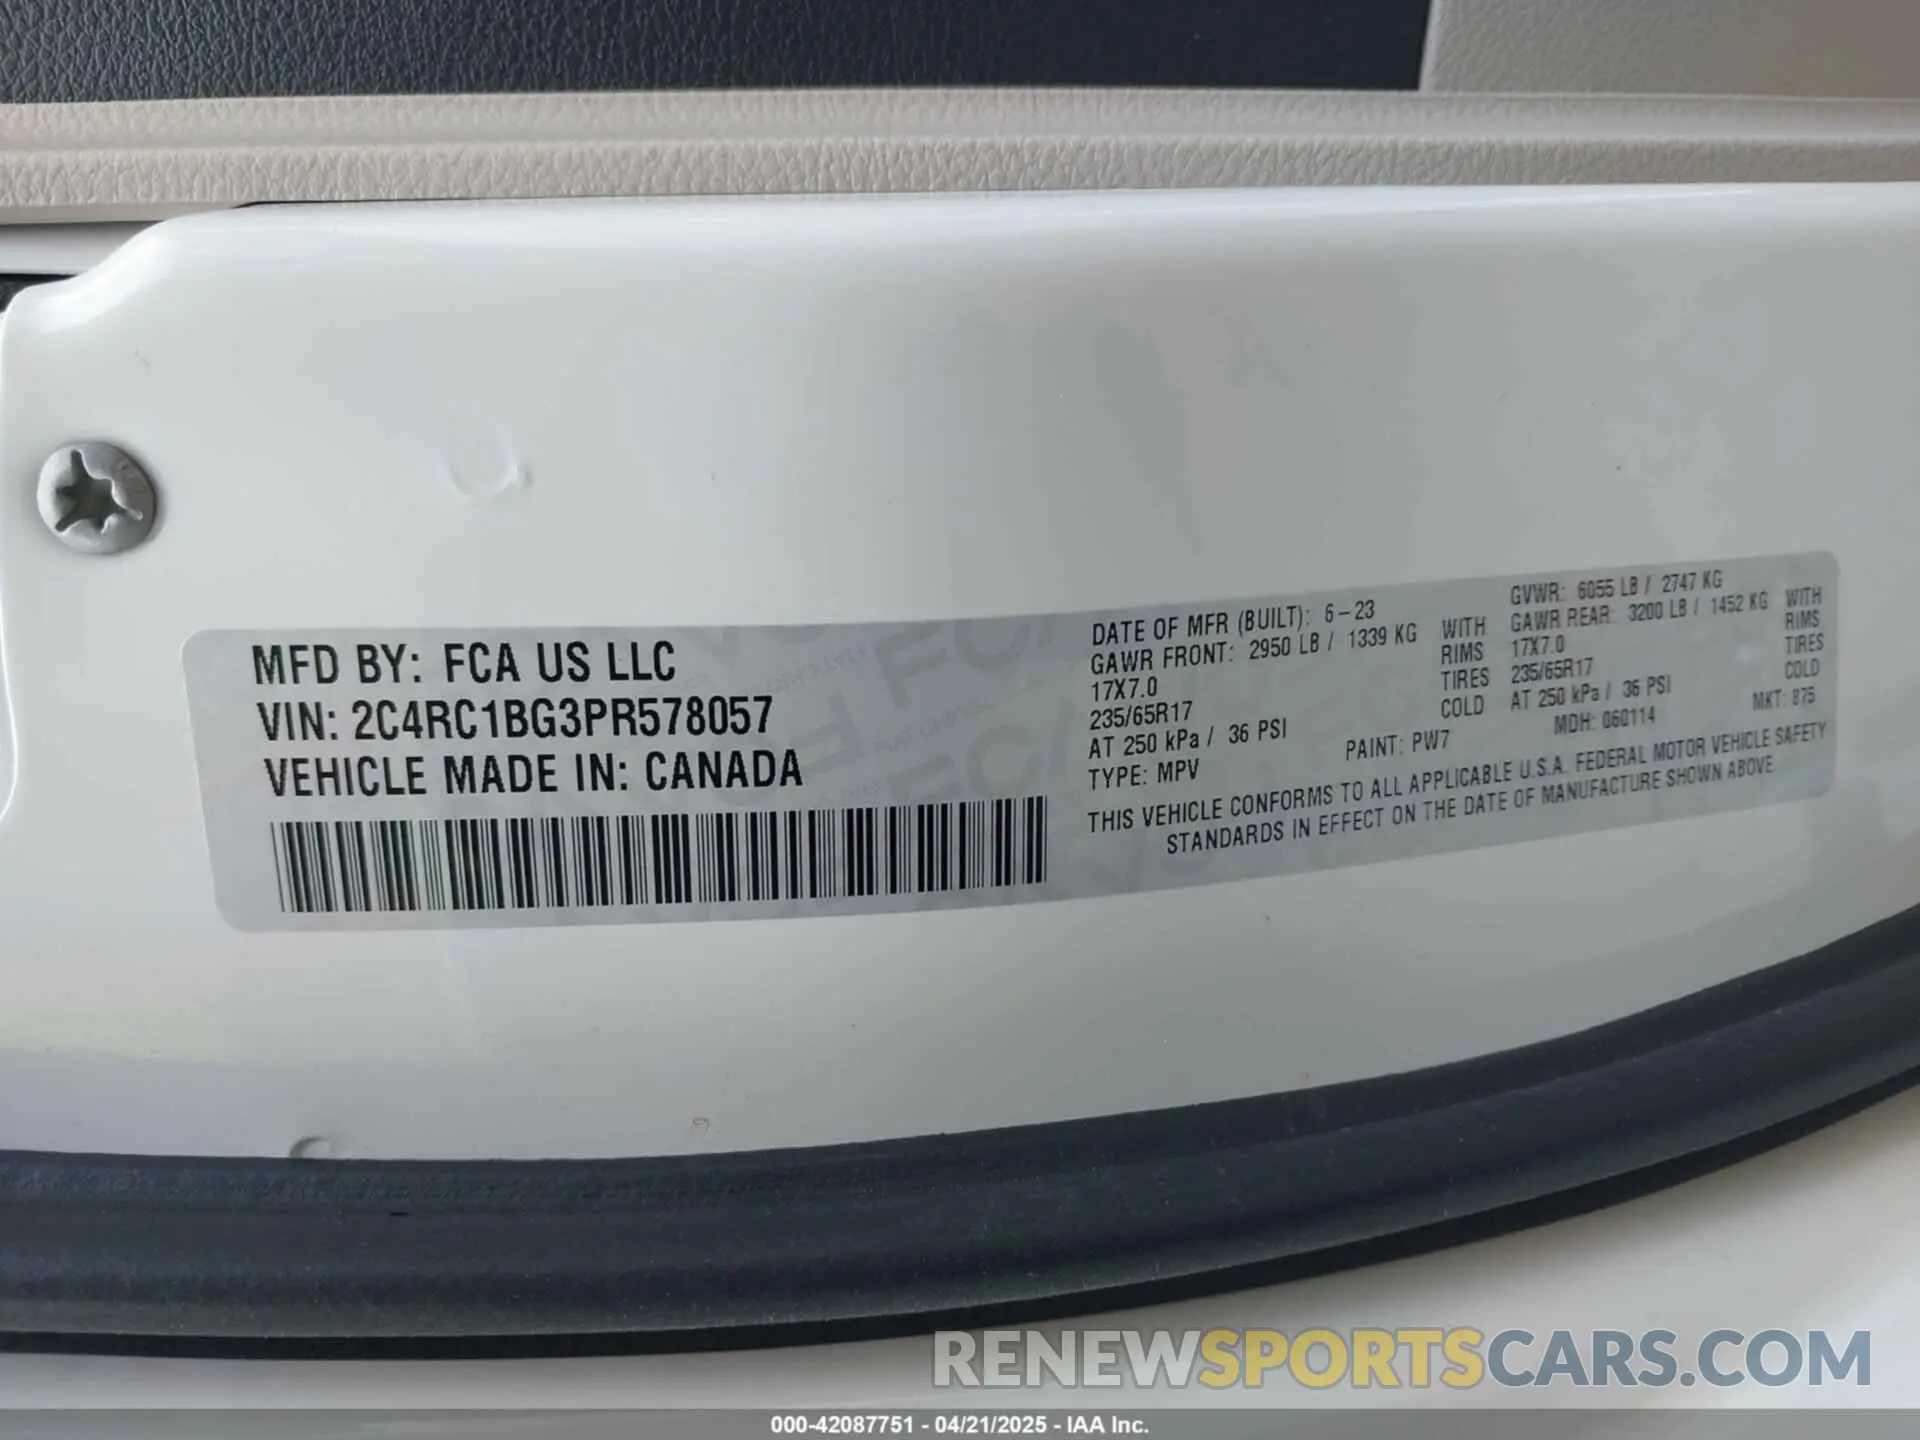 MFD BY: FCA US LLC
VIN: 2C4RC1BG3PR578057
VEHICLE MADE IN: CANADA
DATE OF MFR (BUILT): 6-23
GVWR: 6055 LB / 2747 KG
GAWR FRONT: 2950 LB / 1339 KG WITH
GAWR REAR: 3200 LB / 1452 KG WITH
17X7.0 RIMS
17X7.0 RIMS
235/65R17 TIRES
235/65R17 TIRES
AT 250 kPa / 36 PSI COLD
AT 250 kPa / 36 PSI COLD
TYPE: MPV
PAINT: PW7
MDH: 060114
MKT: 875
THIS VEHICLE CONFORMS TO ALL APPLICABLE U.S.A. FEDERAL MOTOR VEHICLE SAFETY
STANDARDS IN EFFECT ON THE DATE OF MANUFACTURE SHOWN ABOVE
RENEWSPORTSCARS.COM
000-42087751 - 04/21/2025 - IAA Inc.